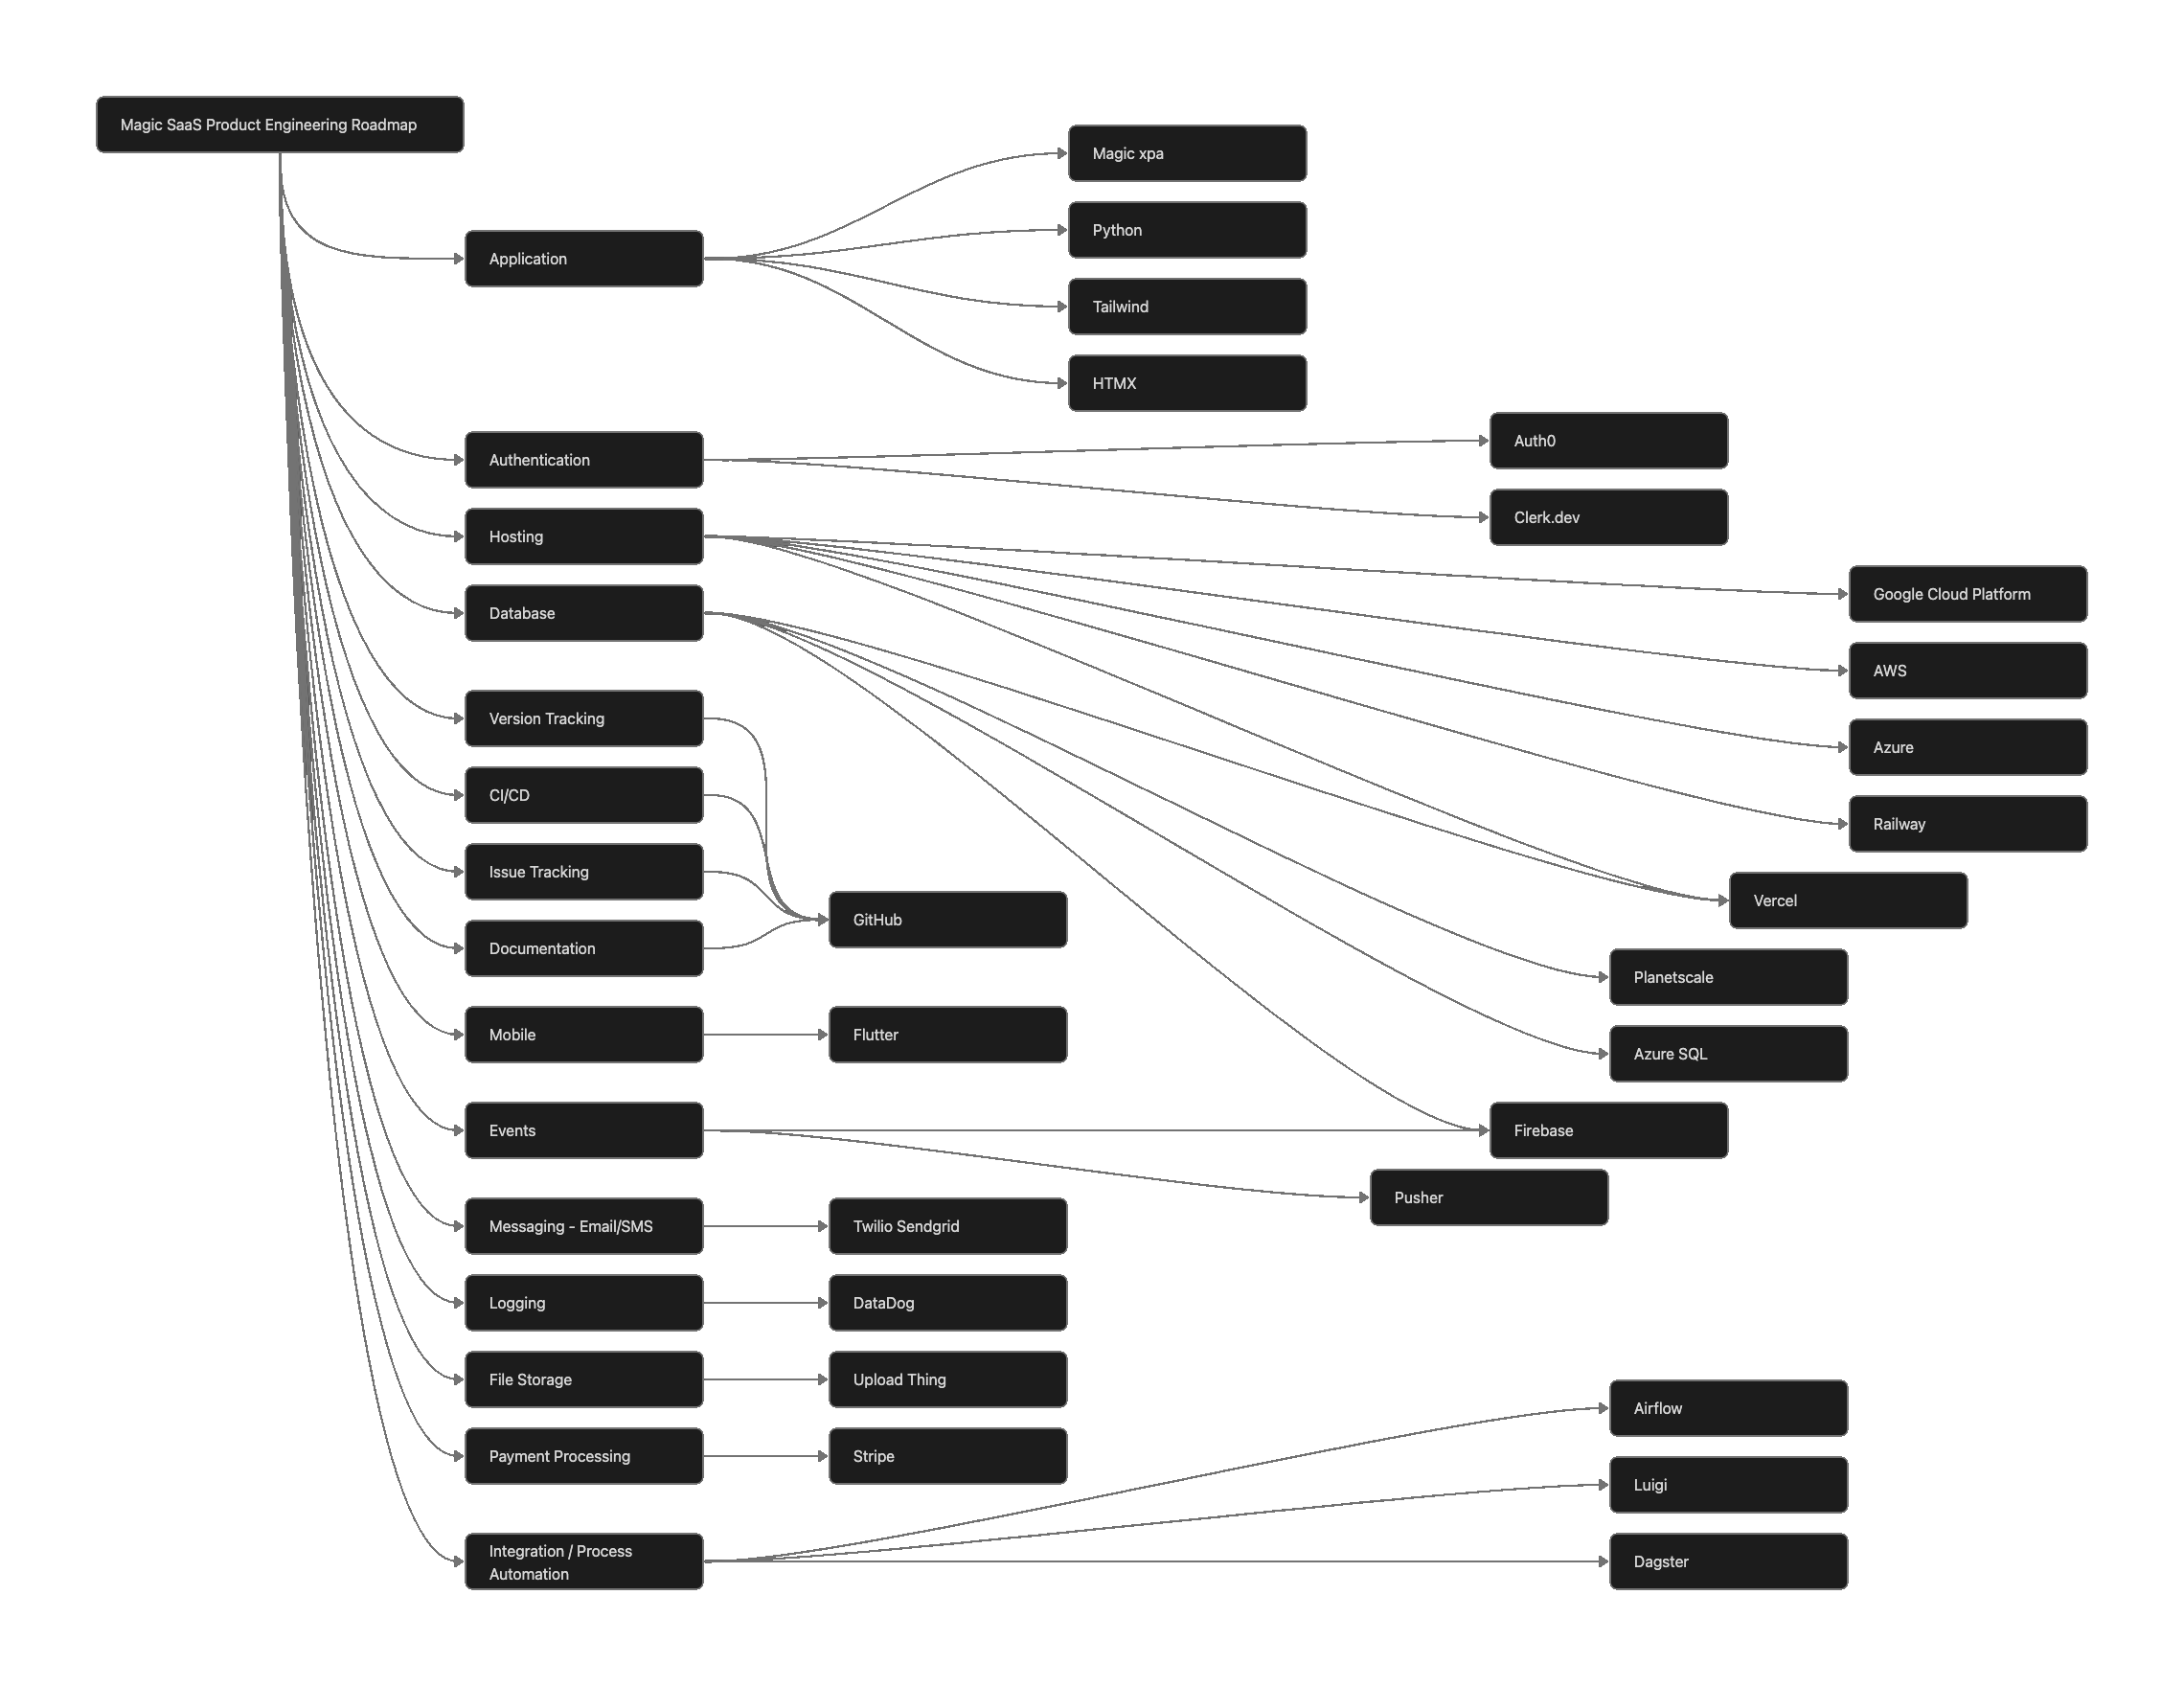 Magic SaaS Product Engineering Roadmap
Magic xpa
Python
Application
Tailwind
HTMX
Auth0
Authentication
Clerk.dev
Hosting
Google Cloud Platform
Database
AWS
Version Tracking
Azure
CI/CD
Railway
Issue Tracking
Vercel
GitHub
Documentation
Planetscale
Mobile
Flutter
Azure SQL
Events
Firebase
Pusher
Messaging - Email/SMS
Twilio Sendgrid
Logging
DataDog
File Storage
Upload Thing
Airflow
Payment Processing
Stripe
Luigi
Integration / Process
Automation
Dagster